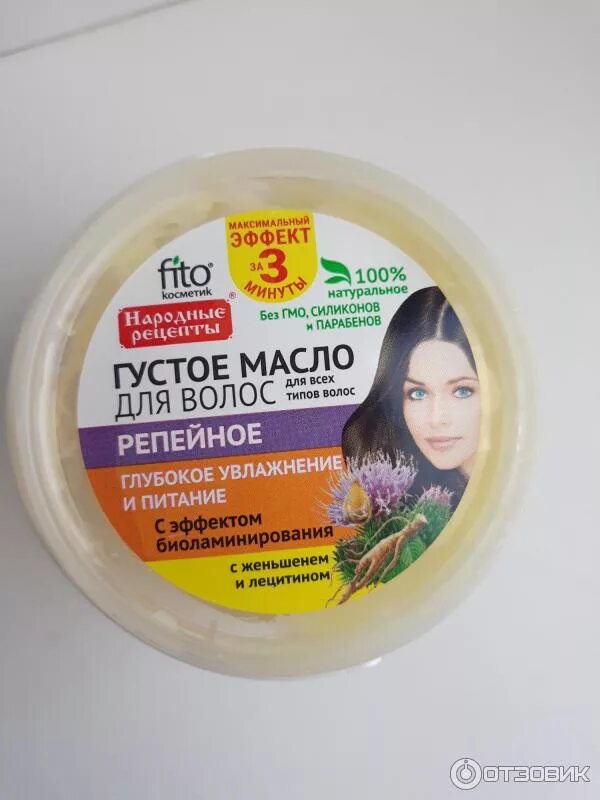 МАКСИМАЛЬНЫЙ
ЭФФЕКТ
ЗА 3
МИНУТЫ
fito®
косметик
Народные
рецепты®
100%
натуральное
Без ГМО, СИЛИКОНОВ
и ПАРАБЕНОВ
ГУСТОЕ МАСЛО
ДЛЯ ВОЛОС
для всех
типов волос
РЕПЕЙНОЕ
ГЛУБОКОЕ УВЛАЖНЕНИЕ
И ПИТАНИЕ
С эффектом
биоламинирования
с женьшенем
и лецитином
ОТЗОВИК